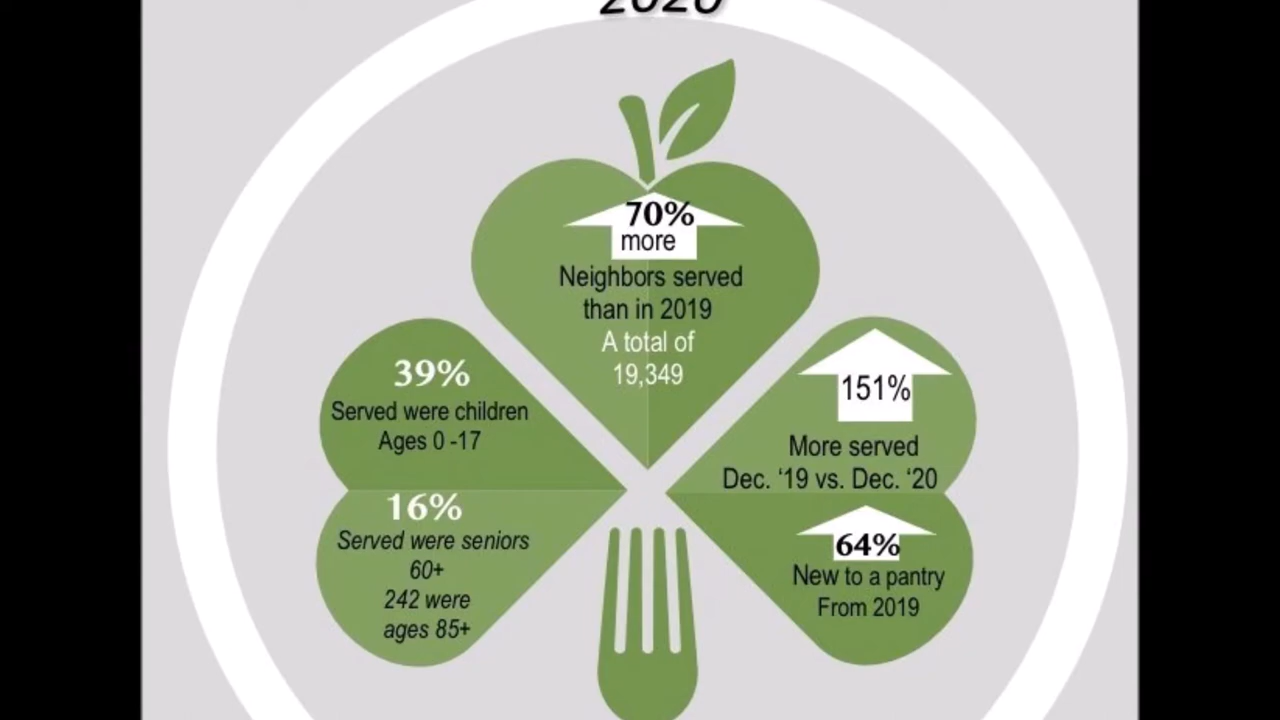 2020
70%
more
Neighbors served
than in 2019
A total of
19,349
39%
Served were children
Ages 0 -17
16%
Served were seniors
60+
242 were
ages 85+
151%
More served
Dec. ‘19 vs. Dec. ‘20
64%
New to a pantry
From 2019